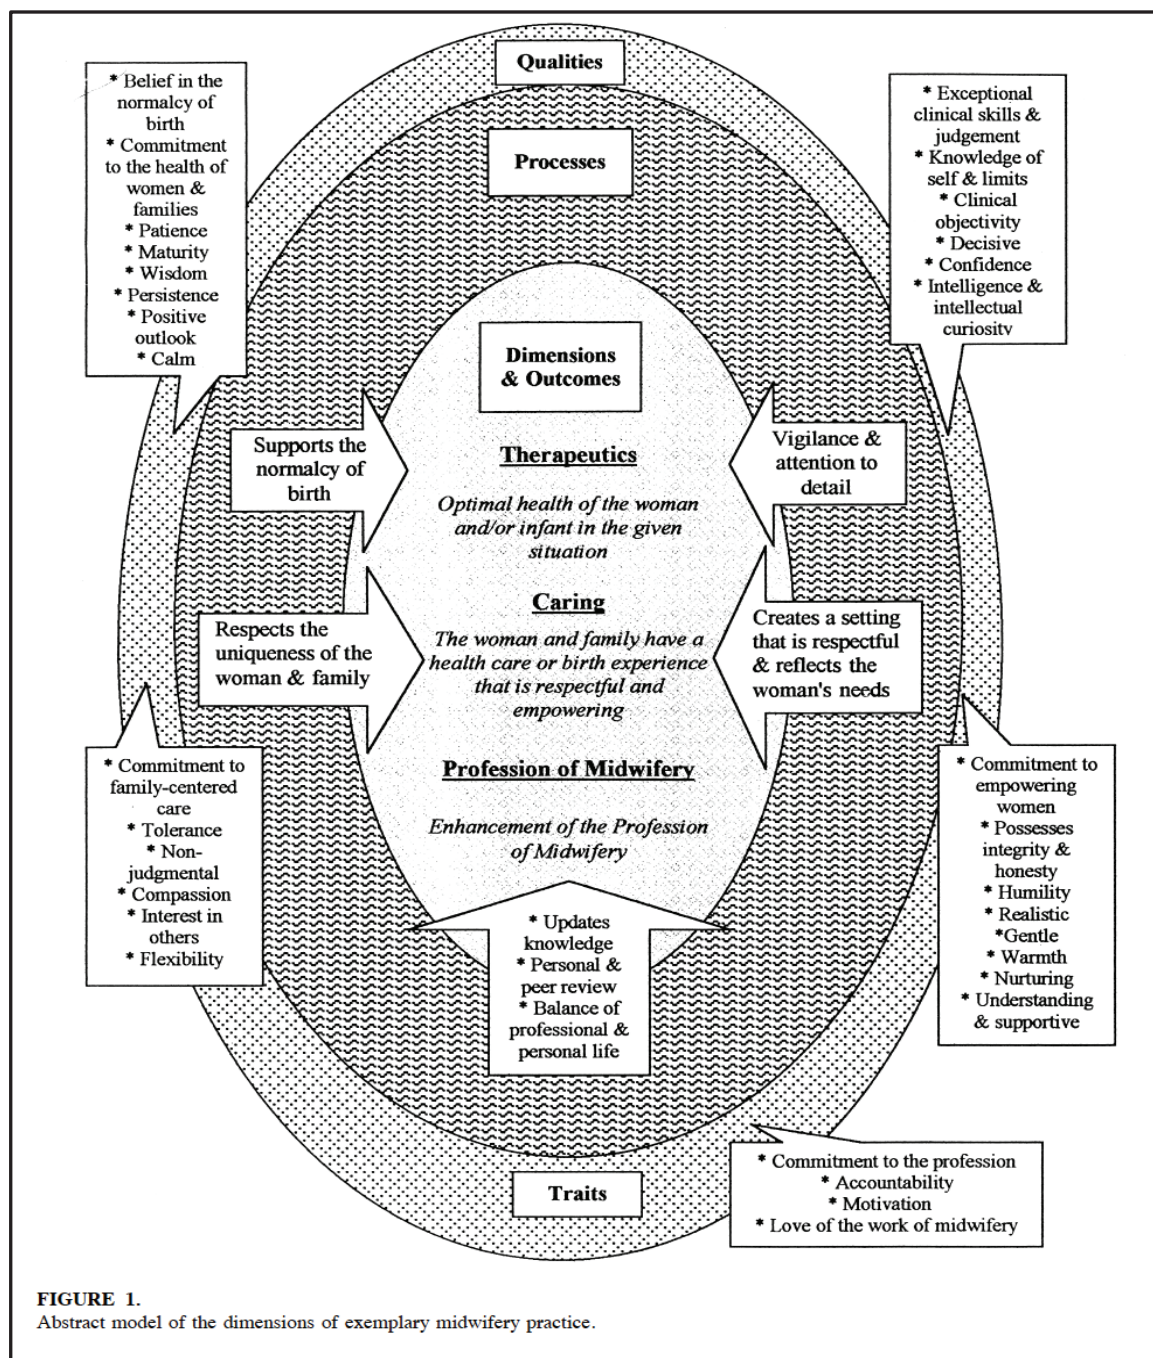 Qualities
* Belief in the
normalcy of
birth
* Commitment
to the health of
women &
families
* Patience
* Maturity
* Wisdom
* Persistence
* Positive
outlook
* Calm
* Exceptional
clinical skills &
judgement
* Knowledge of
self & limits
* Clinical
objectivity
* Decisive
* Confidence
* Intelligence &
intellectual
curiosity
Processes
Dimensions
& Outcomes
Supports the
normalcy of
birth
Therapeutics
Optimal health of the woman
and/or infant in the given
situation
Vigilance &
attention to
detail
Respects the
uniqueness of the
woman & family
Caring
The woman and family have a
health care or birth experience
that is respectful and
empowering
Creates a setting
that is respectful
& reflects the
woman's needs
Profession of Midwifery
Enhancement of the Profession
of Midwifery
* Commitment to
family-centered
care
* Tolerance
* Non-
judgmental
* Compassion
* Interest in
others
* Flexibility
* Updates
knowledge
* Personal &
peer review
* Balance of
professional &
personal life
* Commitment to
empowering
women
* Possesses
integrity &
honesty
* Humility
* Realistic
*Gentle
* Warmth
* Nurturing
* Understanding
& supportive
Traits
* Commitment to the profession
* Accountability
* Motivation
* Love of the work of midwifery
FIGURE 1.
Abstract model of the dimensions of exemplary midwifery practice.